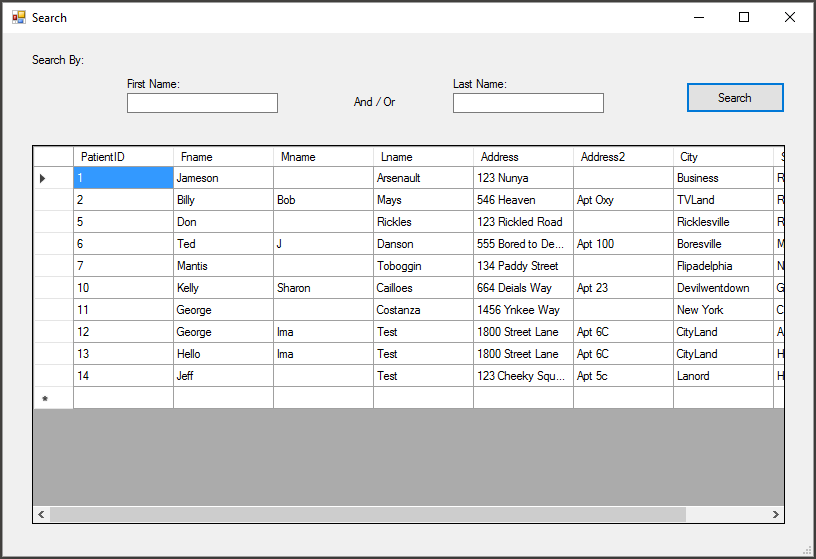 Search
Search By:
First Name: Last Name:
And / Or Search
PatientID Fname Mname Lname Address Address2 City
1 Jameson Arsenault 123 Nunya Business R
2 Billy Bob Mays 546 Heaven Apt Oxy TVLand R
5 Don Rickles 123 Rickled Road Ricklesville R
6 Ted J Danson 555 Bored to De... Apt 100 Boresville M
7 Mantis Toboggin 134 Paddy Street Flipadelphia N
10 Kelly Sharon Cailloes 664 Deials Way Apt 23 Devilwentdown G
11 George Costanza 1456 Ynkee Way New York C
12 George Ima Test 1800 Street Lane Apt 6C CityLand A
13 Hello Ima Test 1800 Street Lane Apt 6C CityLand H
14 Jeff Test 123 Cheeky Squ... Apt 5c Lanord H
*